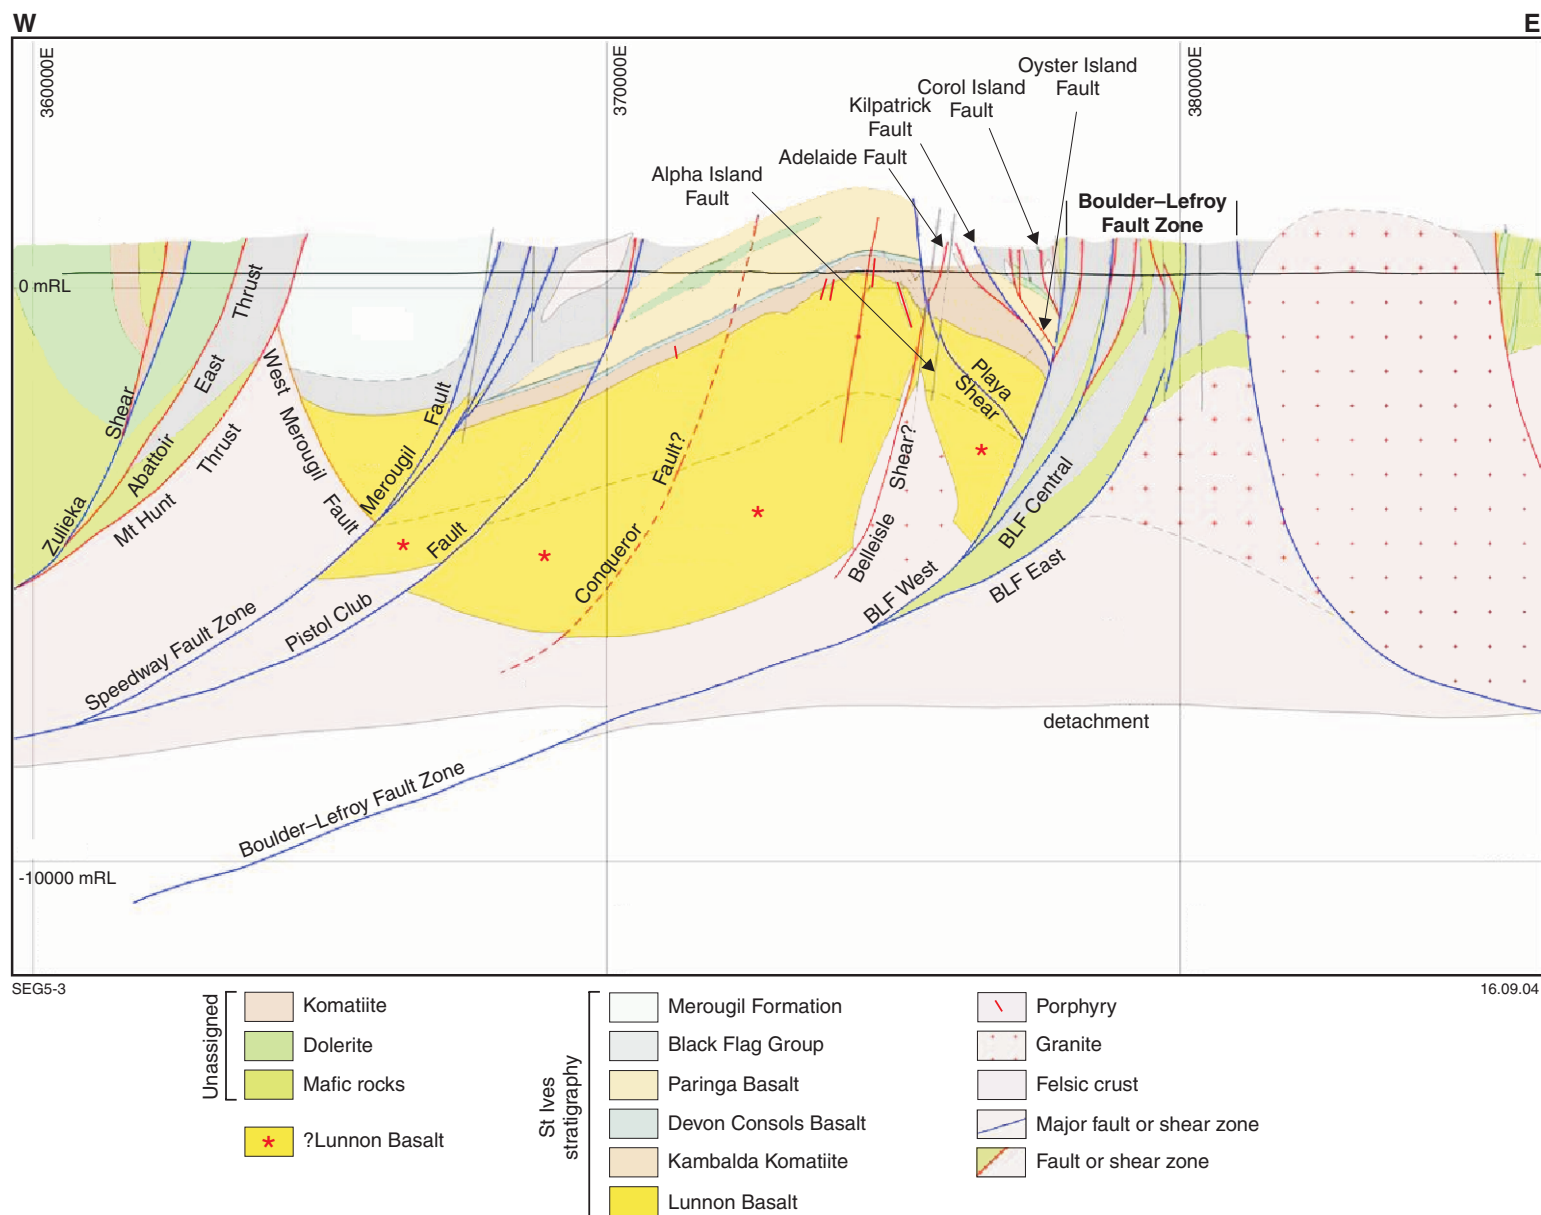 W
E
360000E
370000E
380000E
Oyster Island
Fault
Corol Island
Fault
Kilpatrick
Fault
Adelaide Fault
Alpha Island
Fault
Boulder–Lefroy
Fault Zone
0 mRL
Zulieka Shear
Abattoir East Thrust
Mt Hunt Thrust
West Merougil Fault
Merougil Fault
Speedway Fault Zone
Pistol Club Fault
Conqueror Fault?
Belleisle Shear?
Playa
Shear
BLF West
BLF Central
BLF East
detachment
Boulder–Lefroy Fault Zone
-10000 mRL
SEG5-3
16.09.04
Unassigned
Komatiite
Dolerite
Mafic rocks
* ?Lunnon Basalt
St Ives
stratigraphy
Merougil Formation
Black Flag Group
Paringa Basalt
Devon Consols Basalt
Kambalda Komatiite
Lunnon Basalt
Porphyry
Granite
Felsic crust
Major fault or shear zone
Fault or shear zone